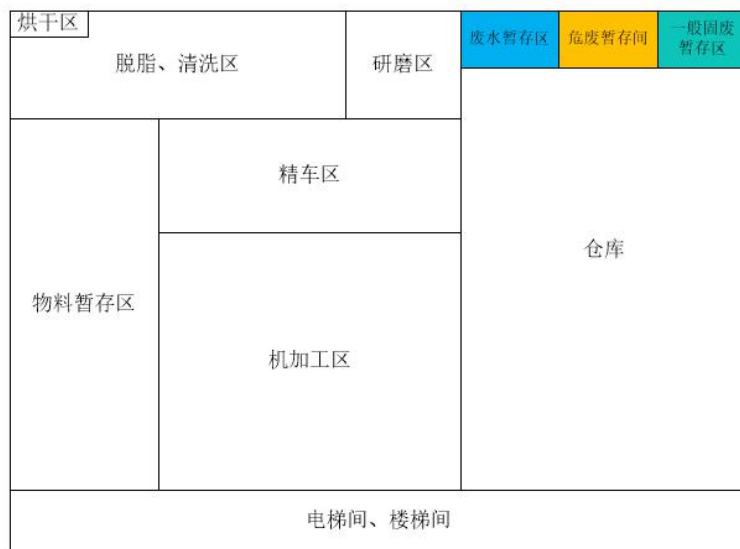 烘干区
脱脂、清洗区
研磨区
废水暂存区
危废暂存间
一般固废
暂存区
精车区
仓库
物料暂存区
机加工区
电梯间、楼梯间